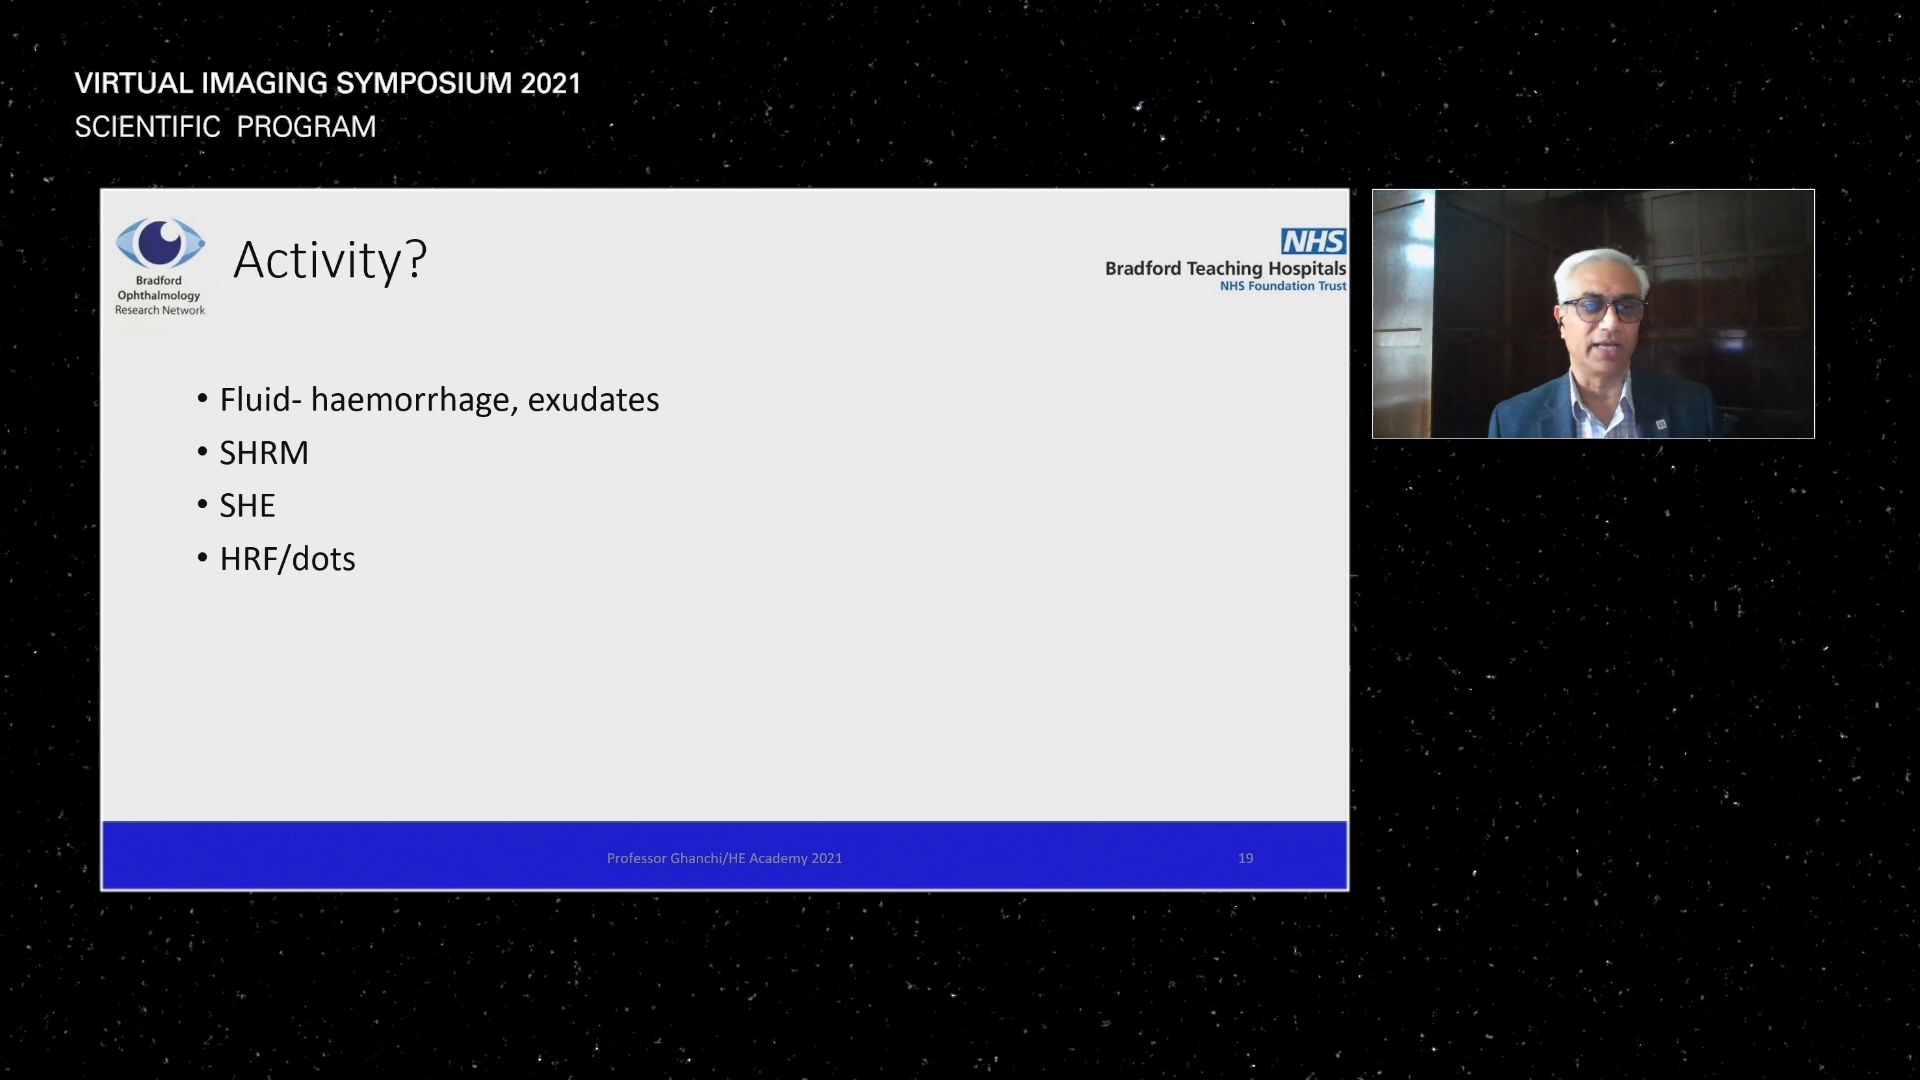 VIRTUAL IMAGING SYMPOSIUM 2021
SCIENTIFIC PROGRAM
Bradford
Ophthalmology
Research Network
Activity?
NHS
Bradford Teaching Hospitals
NHS Foundation Trust
• Fluid- haemorrhage, exudates
• SHRM
• SHE
• HRF/dots
Professor Ghanchi/HE Academy 2021
19